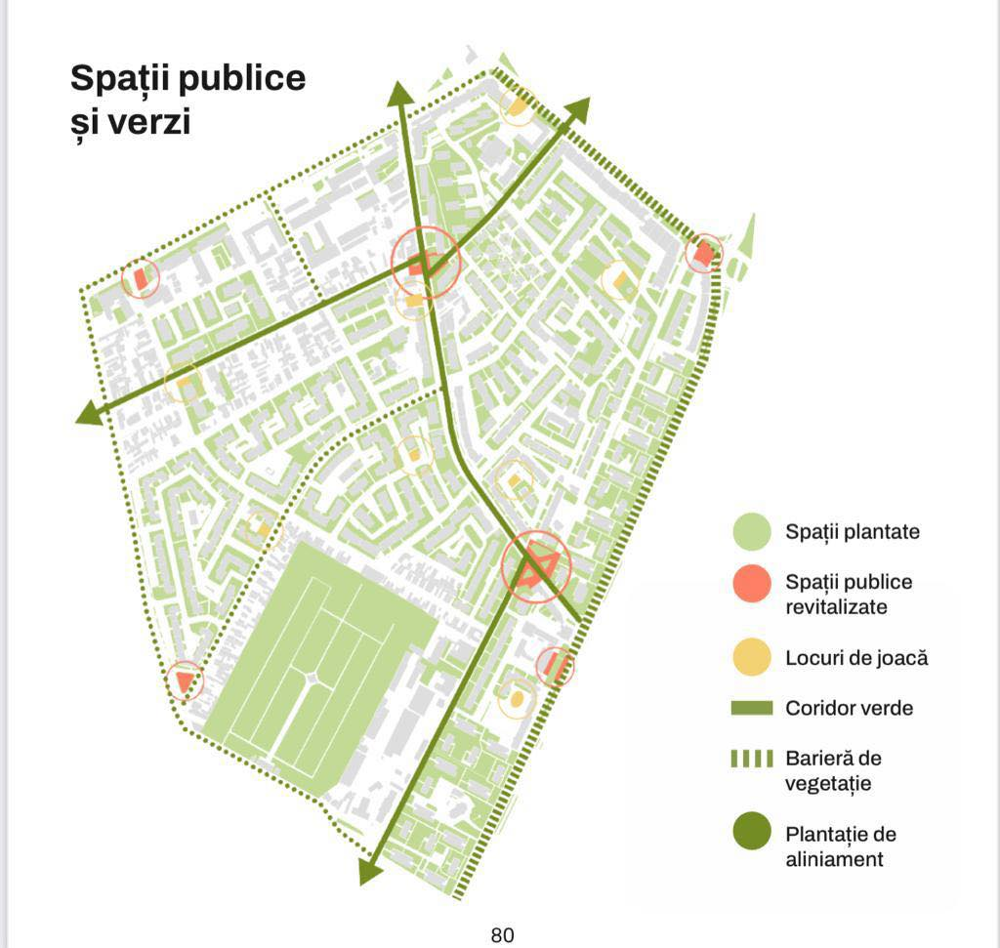 Spații publice
și verzi
Spații plantate
Spații publice
revitalizate
Locuri de joacă
Coridor verde
Barieră de
vegetație
Plantație de
aliniament
80